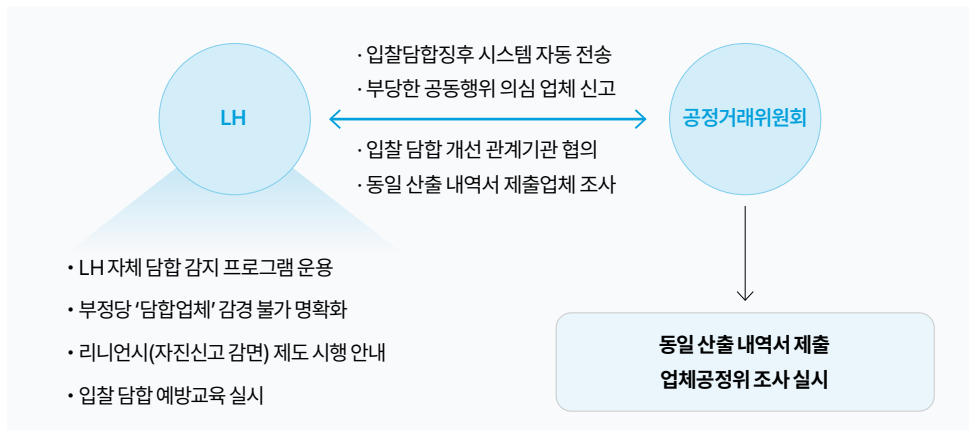 LH
· 입찰담합징후 시스템 자동 전송
· 부당한 공동행위 의심 업체 신고
· 입찰 담합 개선 관계기관 협의
· 동일 산출 내역서 제출업체 조사
공정거래위원회
• LH 자체 담합 감지 프로그램 운용
• 부정당 ‘담합업체’ 감경 불가 명확화
• 리니언시(자진신고 감면) 제도 시행 안내
• 입찰 담합 예방교육 실시
동일 산출 내역서 제출
업체공정위 조사 실시